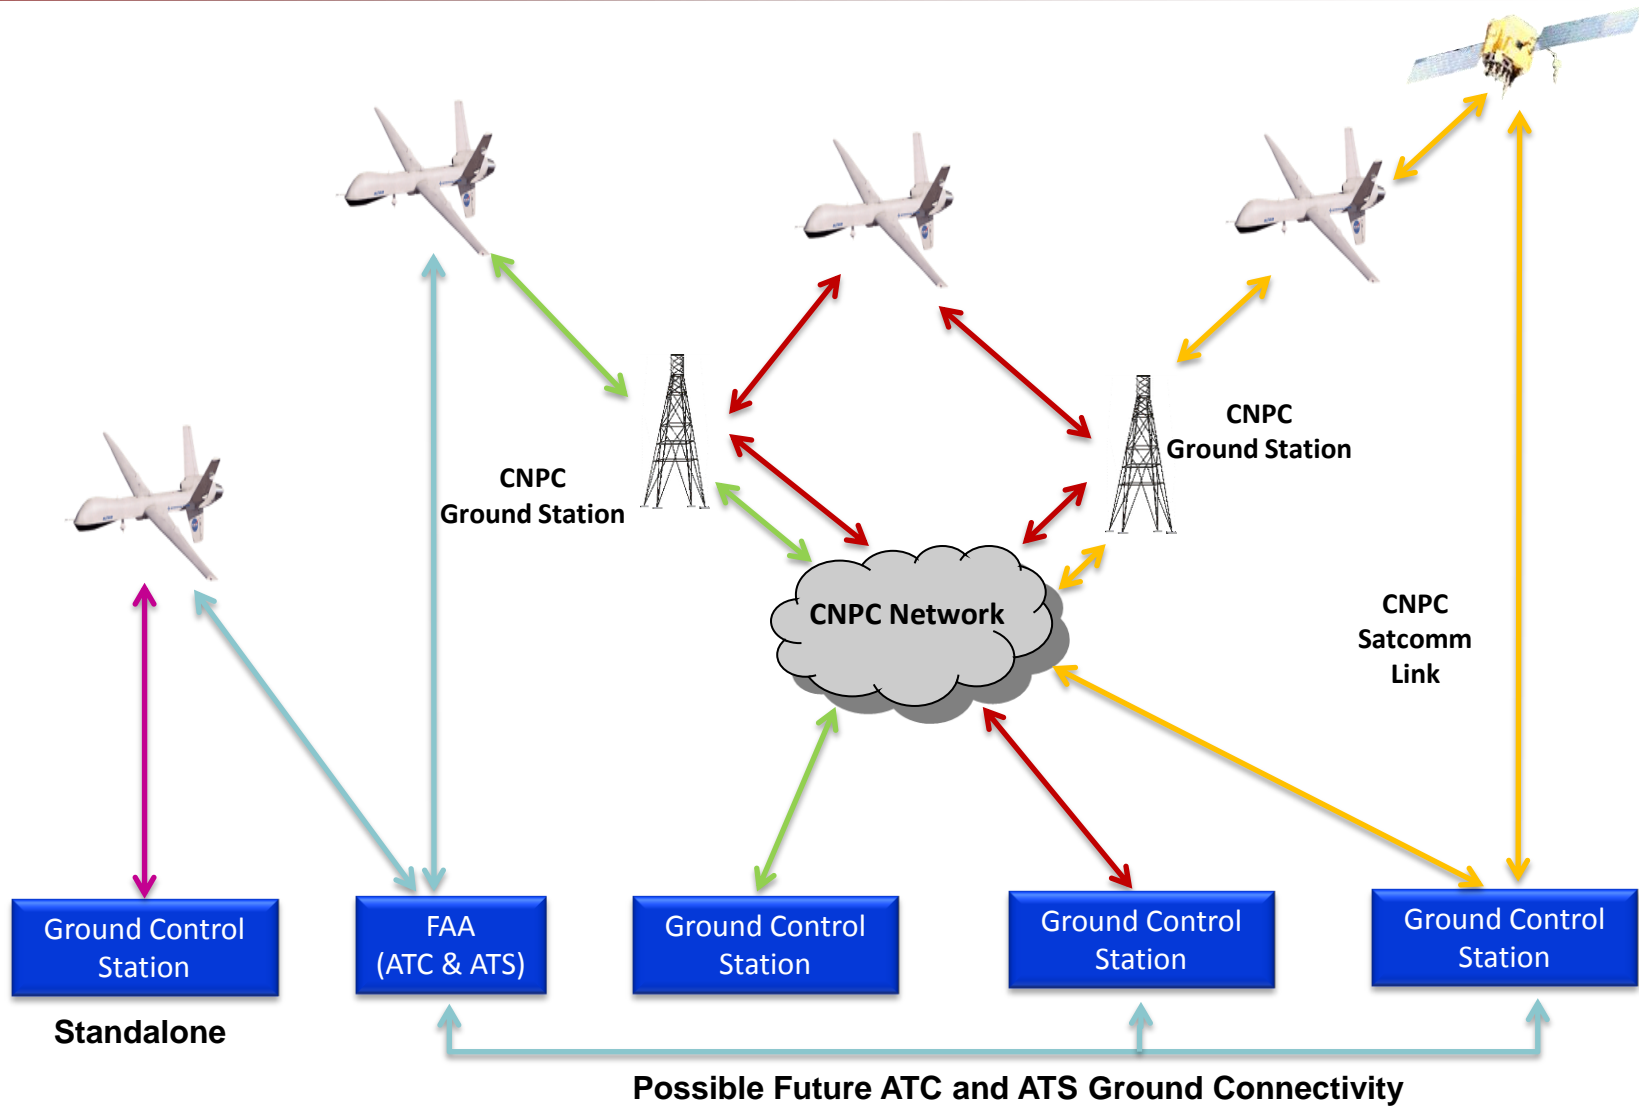 CNPC
Ground Station
CNPC
Ground Station
CNPC Network
CNPC
Satcomm
Link
Ground Control
Station
FAA
(ATC & ATS)
Ground Control
Station
Ground Control
Station
Ground Control
Station
Standalone
Possible Future ATC and ATS Ground Connectivity